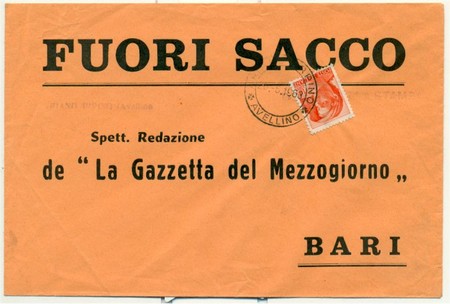 FUORI SACCO
AVELLINO
Spett. Redazione
de “ La Gazzetta del Mezzogiorno „
BARI